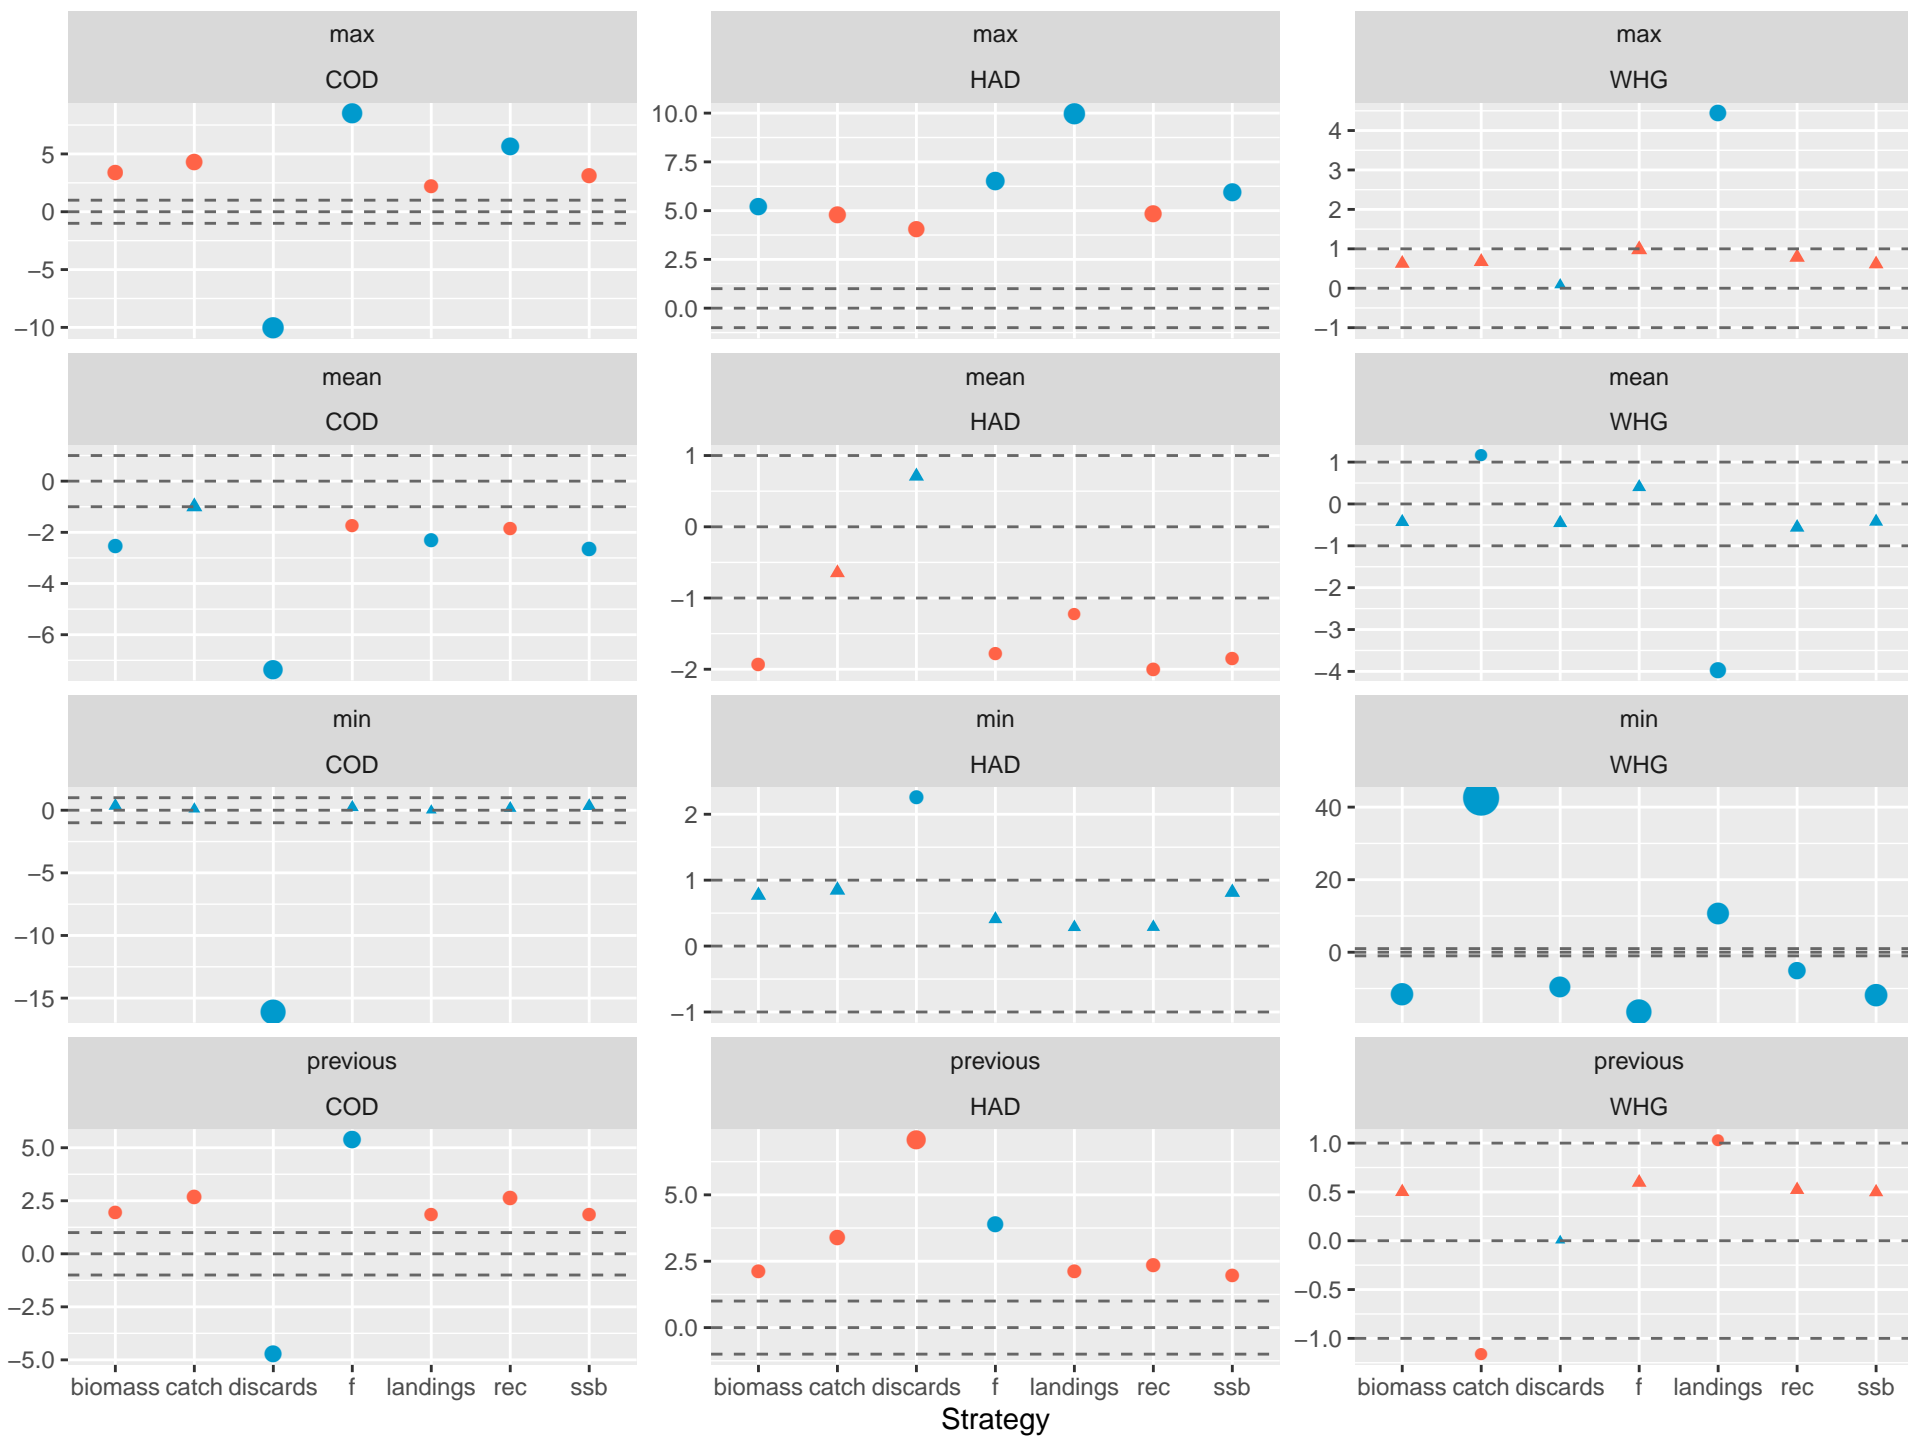 max
COD
5
0
−5
−10
max
HAD
10.0
7.5
5.0
2.5
0.0
max
WHG
4
3
2
1
0
−1
mean
COD
0
−2
−4
−6
mean
HAD
1
0
−1
−2
mean
WHG
1
0
−1
−2
−3
−4
min
COD
0
−5
−10
−15
min
HAD
2
1
0
−1
min
WHG
40
20
0
previous
COD
5.0
2.5
0.0
−2.5
−5.0
previous
HAD
5.0
2.5
0.0
previous
WHG
1.0
0.5
0.0
−0.5
−1.0
biomass catch discards f landings rec ssb
biomass catch discards f landings rec ssb
biomass catch discards f landings rec ssb
Strategy